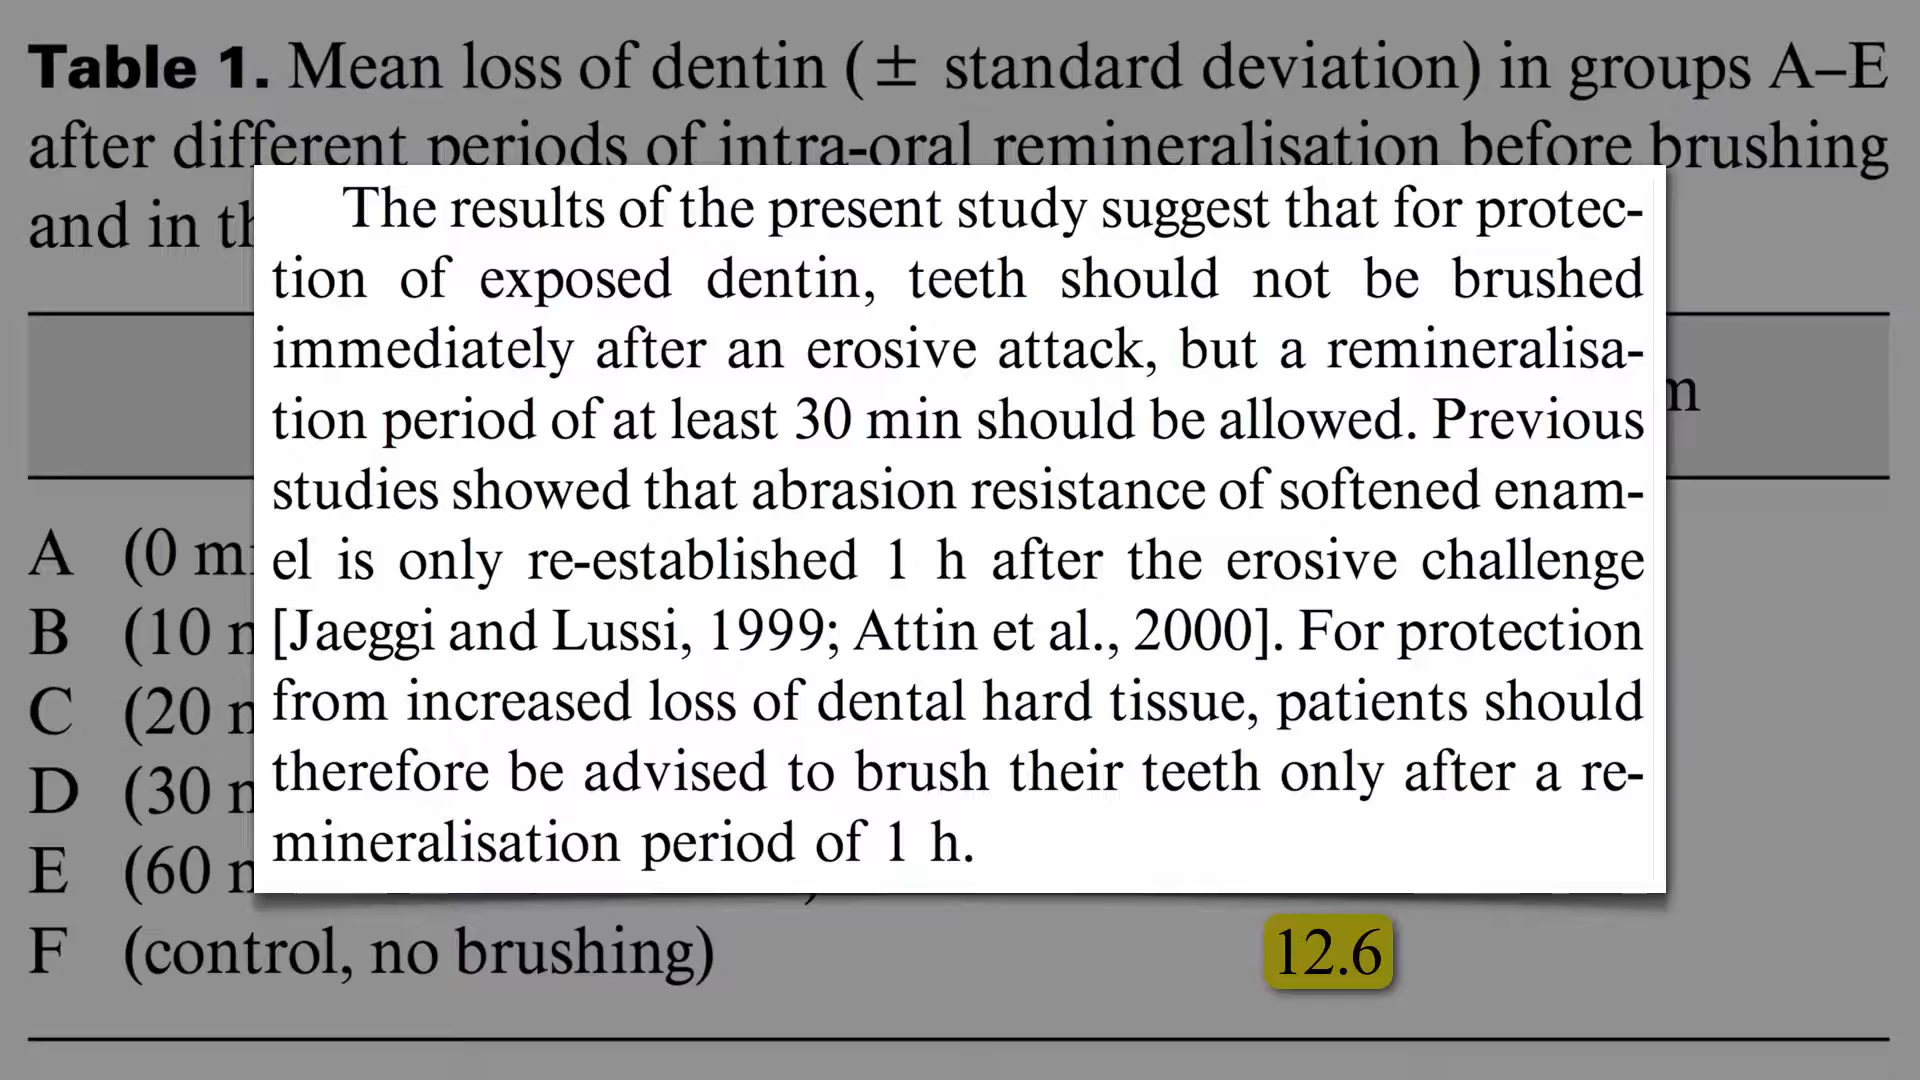 Table 1. Mean loss of dentin (± standard deviation) in groups A–E
after different periods of intra-oral remineralisation before brushing
and in
The results of the present study suggest that for protec-
tion of exposed dentin, teeth should not be brushed
immediately after an erosive attack, but a remineralisa-
tion period of at least 30 min should be allowed. Previous
studies showed that abrasion resistance of softened enam-
el is only re-established 1 h after the erosive challenge
[Jaeggi and Lussi, 1999; Attin et al., 2000]. For protection
from increased loss of dental hard tissue, patients should
therefore be advised to brush their teeth only after a re-
mineralisation period of 1 h.
A (0
B (10
C (20
D (30
E (60
F (control, no brushing) 12.6